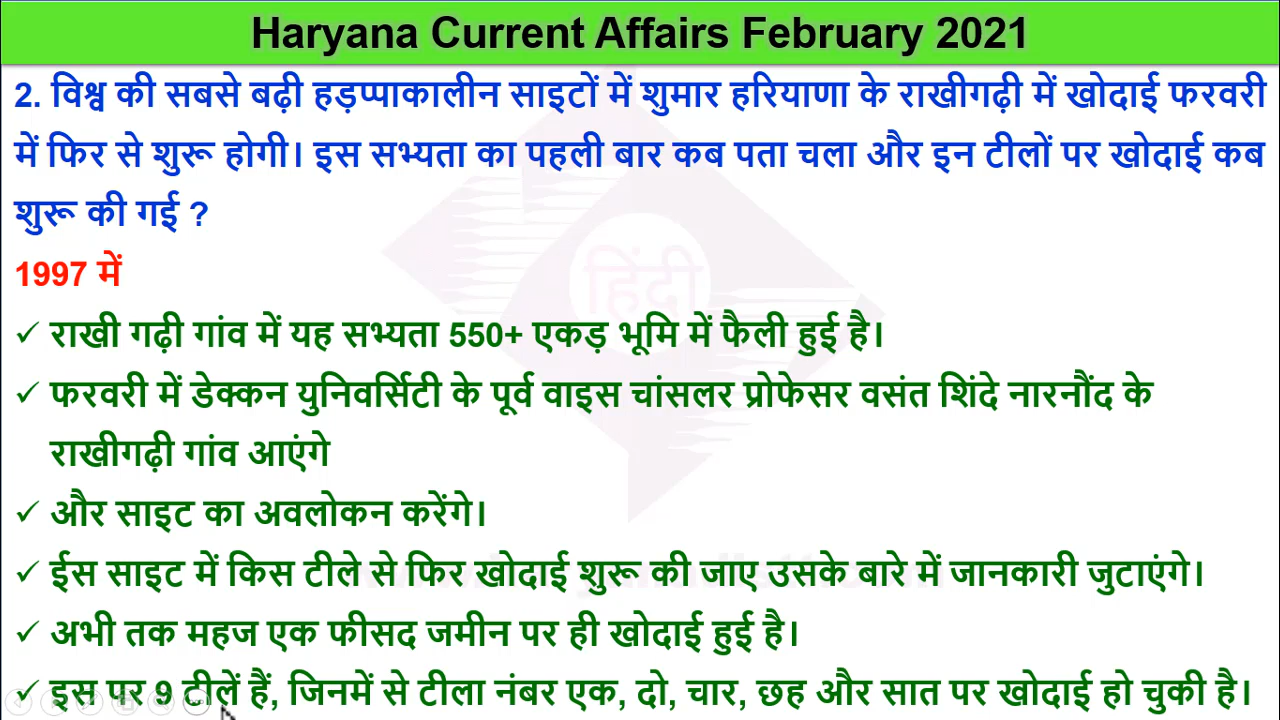 Haryana Current Affairs February 2021
2. विश्व की सबसे बढ़ी हड़प्पाकालीन साइटों में शुमार हरियाणा के राखीगढ़ी में खोदाई फरवरी
में फिर से शुरू होगी। इस सभ्यता का पहली बार कब पता चला और इन टीलों पर खोदाई कब
शुरू की गई ?
1997 में
✓ राखी गढ़ी गांव में यह सभ्यता 550+ एकड़ भूमि में फैली हुई है।
✓ फरवरी में डेक्कन युनिवर्सिटी के पूर्व वाइस चांसलर प्रोफेसर वसंत शिंदे नारनौंद के
राखीगढ़ी गांव आएंगे
✓ और साइट का अवलोकन करेंगे।
✓ ईस साइट में किस टीले से फिर खोदाई शुरू की जाए उसके बारे में जानकारी जुटाएंगे।
✓ अभी तक महज एक फीसद जमीन पर ही खोदाई हुई है।
✓ इस पर 9 टीलें हैं, जिनमें से टीला नंबर एक, दो, चार, छह और सात पर खोदाई हो चुकी है।
हिंदी